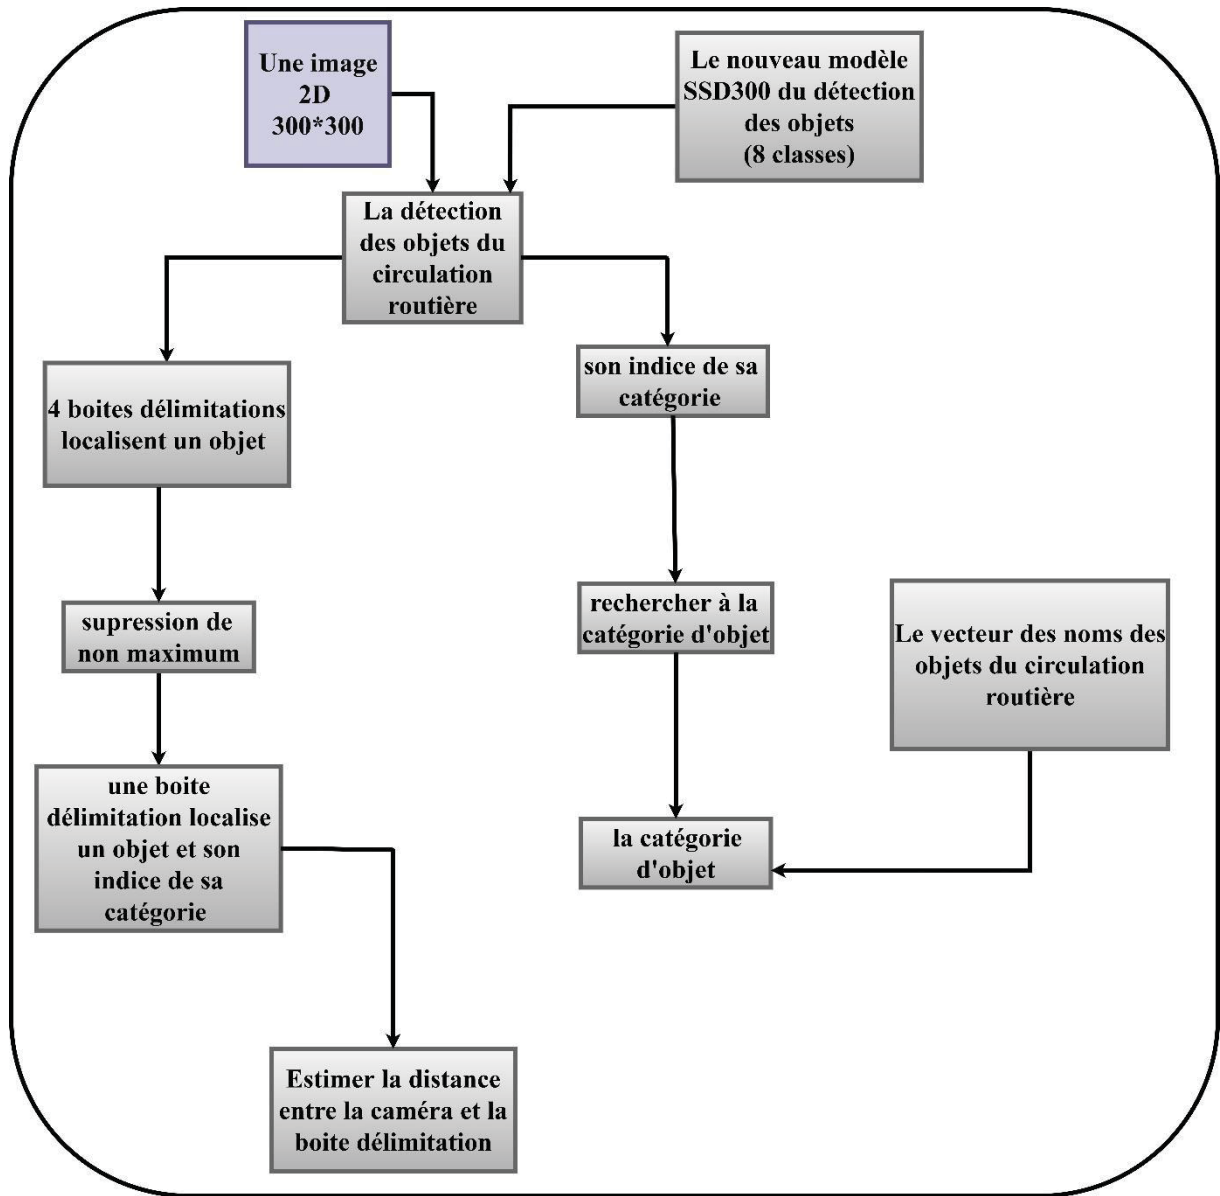 Une image
2D
300*300
Le nouveau modèle
SSD300 du détection
des objets
(8 classes)
La détection
des objets du
circulation
routière
4 boites délimitations
localisent un objet
son indice de sa
catégorie
supression de
non maximum
rechercher à la
catégorie d'objet
Le vecteur des noms des
objets du circulation
routière
une boite
délimitation localise
un objet et son
indice de sa
catégorie
la catégorie
d'objet
Estimer la distance
entre la caméra et la
boite délimitation